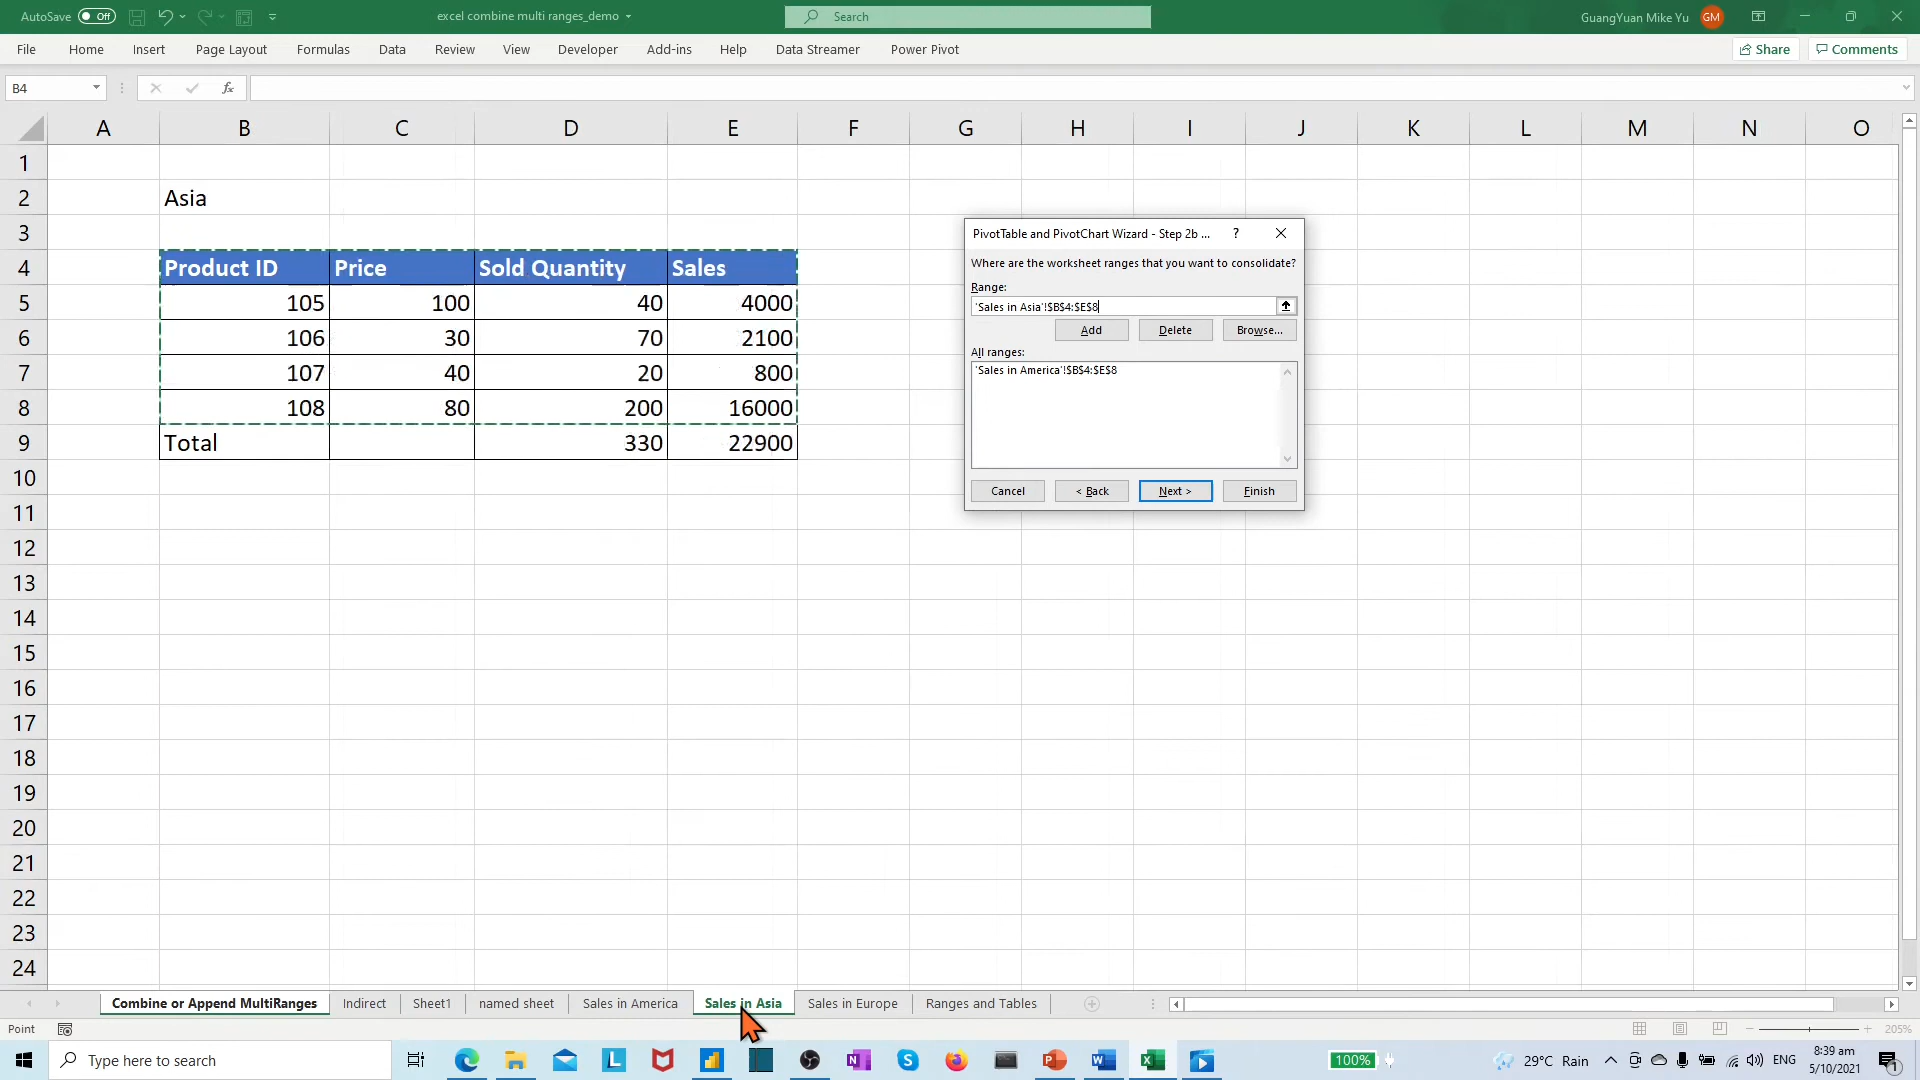 AutoSave Off excel combine multi ranges_demo Search GuangYuan Mike Yu GM
File Home Insert Page Layout Formulas Data Review View Developer Add-ins Help Data Streamer Power Pivot Share Comments
B4 fx
A B C D E F G H I J K L M N O
1
2 Asia
3
4 Product ID Price Sold Quantity Sales
5 105 100 40 4000
6 106 30 70 2100
7 107 40 20 800
8 108 80 200 16000
9 Total 330 22900
10
11
12
13
14
15
16
17
18
19
20
21
22
23
24
PivotTable and PivotChart Wizard - Step 2b ... ?
Where are the worksheet ranges that you want to consolidate?
Range:
'Sales in Asia'!$B$4:$E$8
Add Delete Browse...
All ranges:
'Sales in America'!$B$4:$E$8
Cancel < Back Next > Finish
Combine or Append MultiRanges Indirect Sheet1 named sheet Sales in America Sales in Asia Sales in Europe Ranges and Tables
Point 205%
Type here to search 100% 29°C Rain ENG 8:39 am
5/10/2021 1